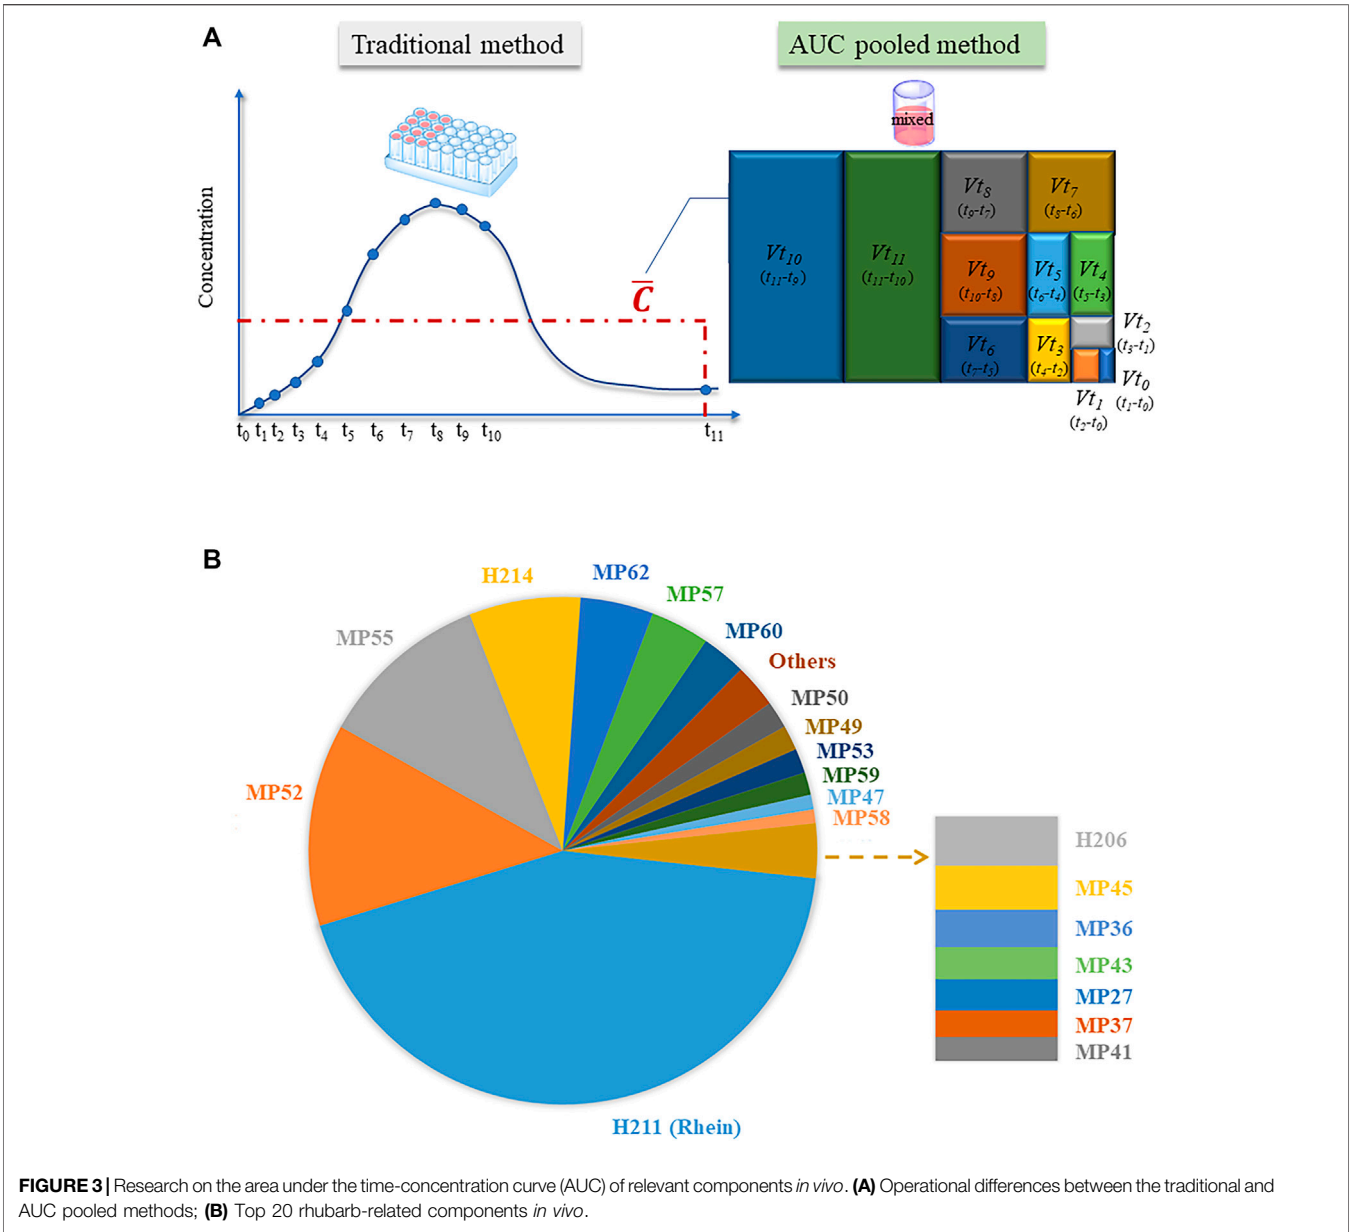 A
Traditional method
AUC pooled method
mixed
Concentration
C̅
t0 t1 t2 t3 t4 t5 t6 t7 t8 t9 t10 t11
Vt10
(t11-t9)
Vt11
(t11-t10)
Vt8
(t9-t7)
Vt7
(t8-t6)
Vt9
(t10-t8)
Vt5
(t6-t4)
Vt4
(t5-t3)
Vt6
(t7-t5)
Vt3
(t4-t2)
Vt2
(t3-t1)
Vt0
(t1-t0)
Vt1
(t2-t0)
B
H214
MP62
MP57
MP55
MP60
Others
MP50
MP49
MP53
MP59
MP52
MP47
MP58
H206
MP45
MP36
MP43
MP27
MP37
MP41
H211 (Rhein)
FIGURE 3 | Research on the area under the time-concentration curve (AUC) of relevant components in vivo. (A) Operational differences between the traditional and
AUC pooled methods; (B) Top 20 rhubarb-related components in vivo.